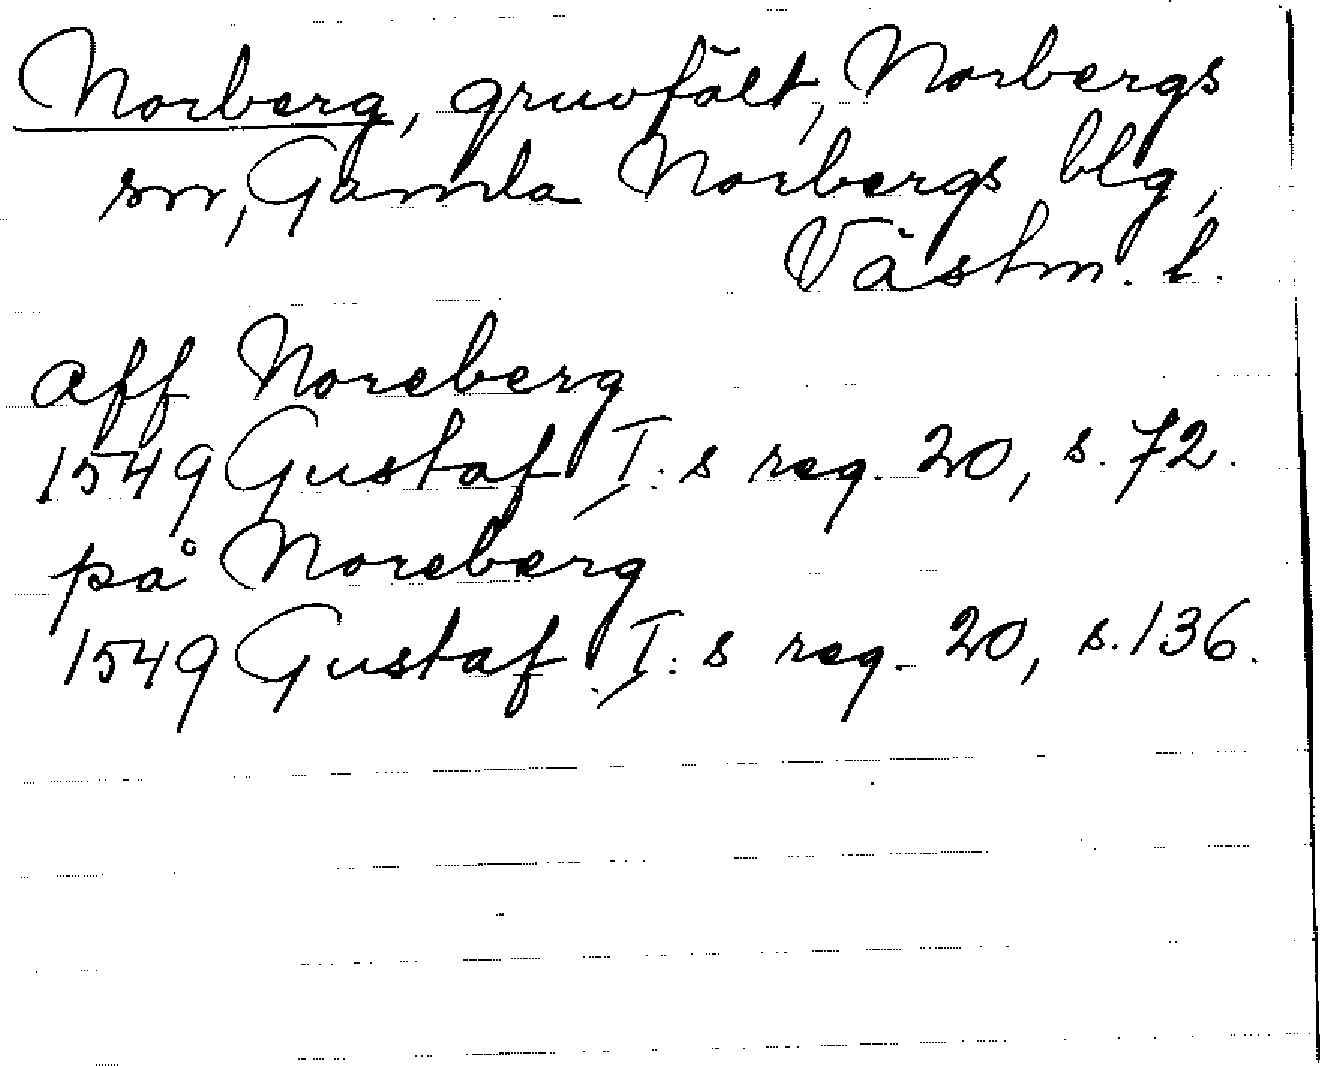 Norberg, gruvfält, Norbergs
sn, Gamla Norbergs blg,
Västm. l.
aff Noreberg
1549 Gustaf I:s reg. 20, s. 72.
på Noreberg
1549 Gustaf I:s reg. 20, s. 136.